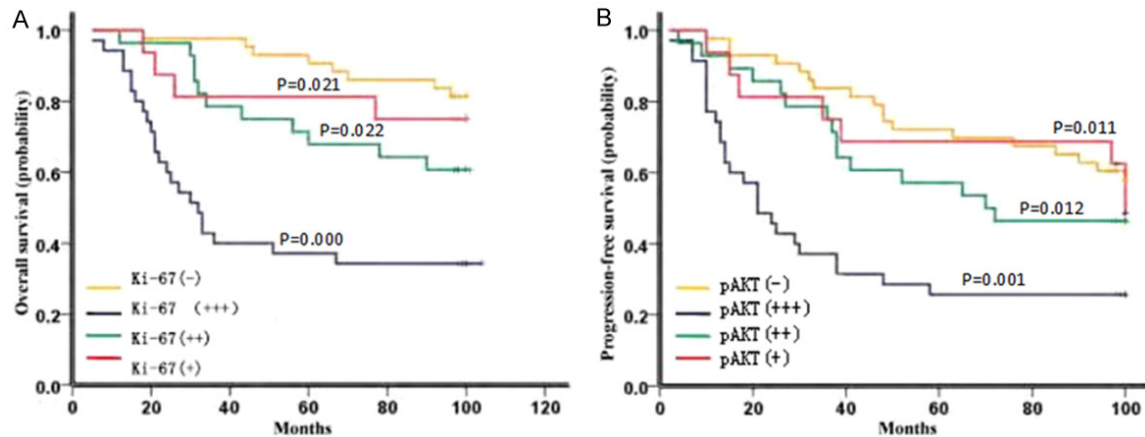 A
Overall survival (probability)
1.0
0.8
0.6
0.4
0.2
0.0
P=0.021
P=0.022
P=0.000
Ki-67(-)
Ki-67 (+++)
Ki-67(++)
Ki-67(+)
0 20 40 60 80 100 120
Months
B
Progression-free survival (probability)
1.0
0.8
0.6
0.4
0.2
0.0
P=0.011
P=0.012
P=0.001
pAKT(-)
pAKT(+++)
pAKT(++)
pAKT(+)
0 20 40 60 80 100
Months